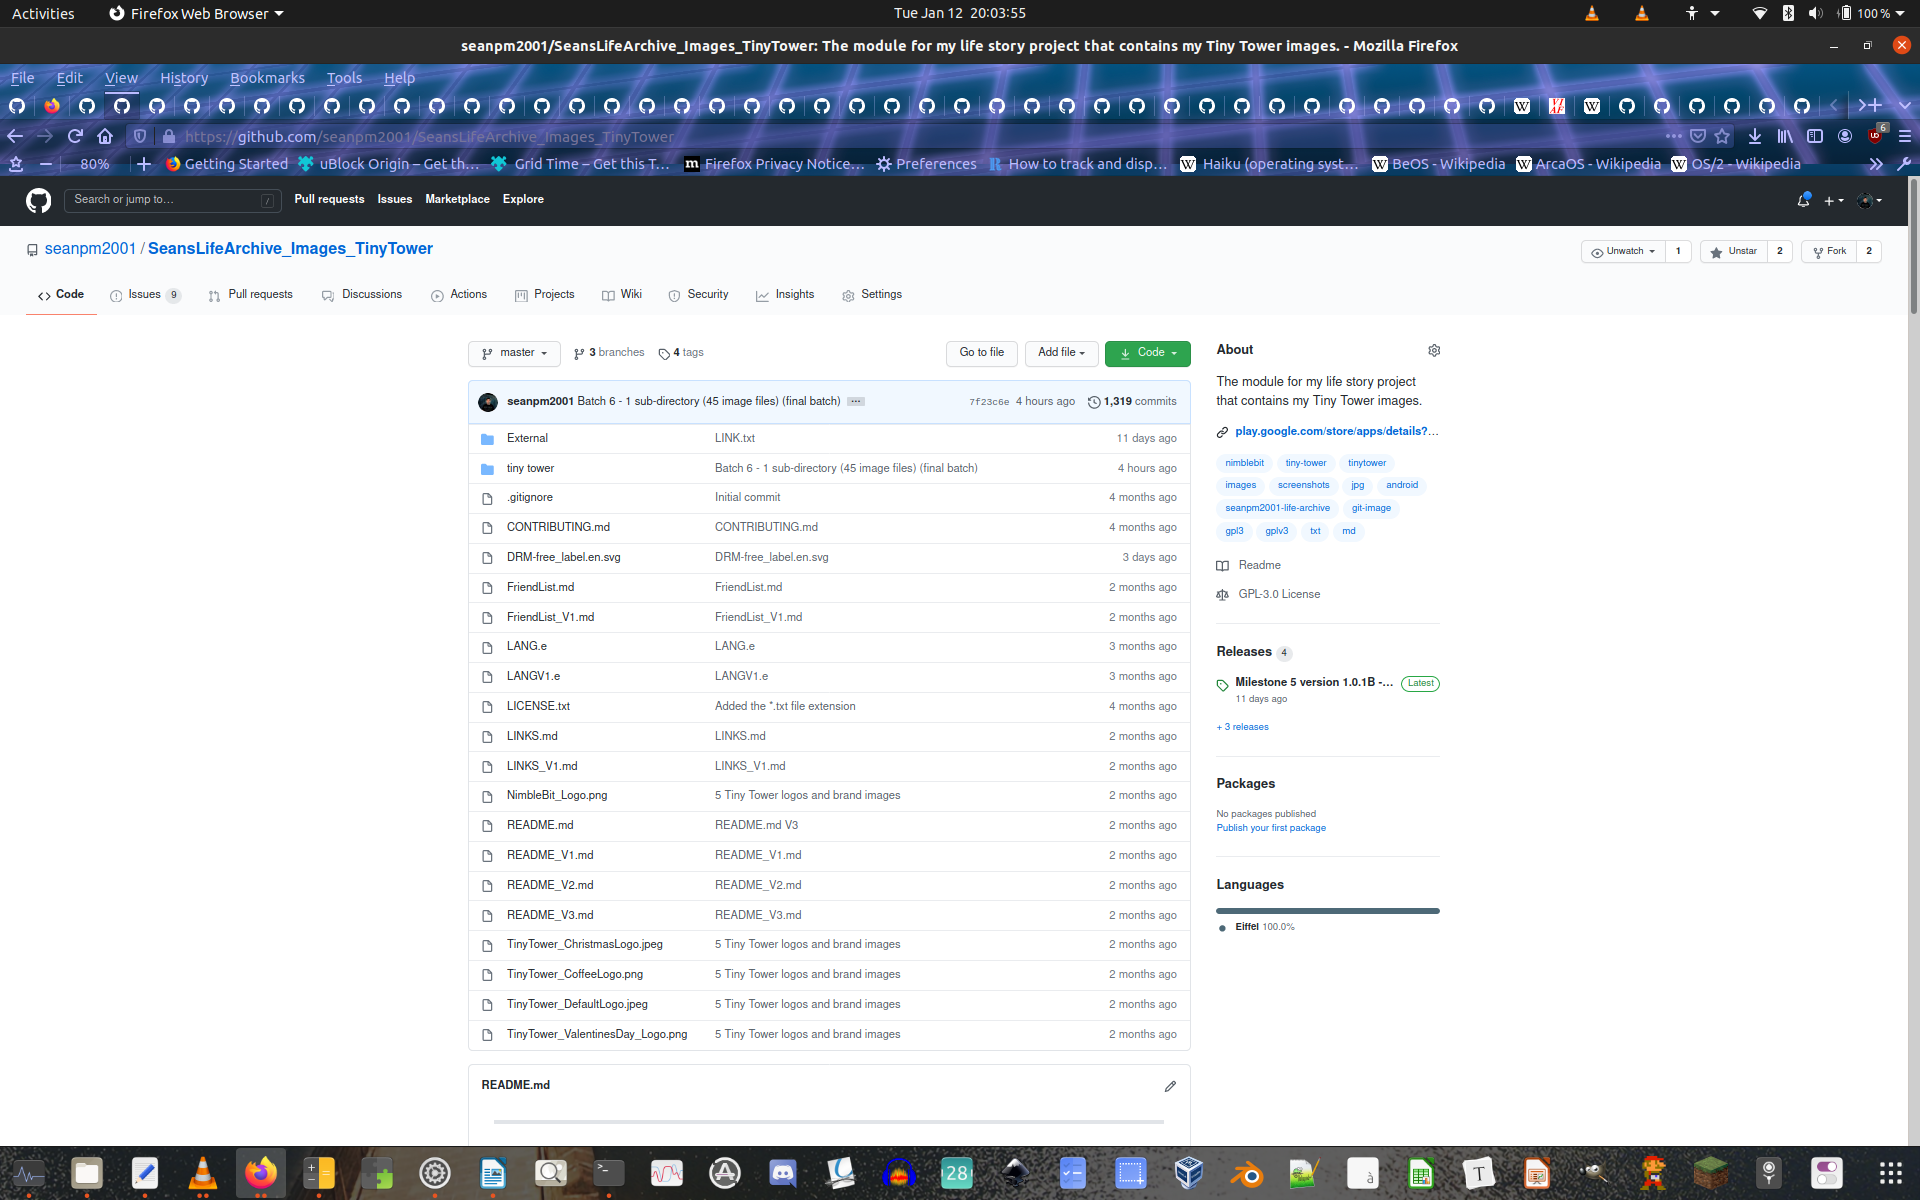 Activities Firefox Web Browser Tue Jan 12 20:03:55 100 %
seanpm2001/SeansLifeArchive_Images_TinyTower: The module for my life story project that contains my Tiny Tower images. - Mozilla Firefox
File Edit View History Bookmarks Tools Help
https://github.com/seanpm2001/SeansLifeArchive_Images_TinyTower 6
80% Getting Started uBlock Origin – Get th… Grid Time – Get this T… Firefox Privacy Notice… Preferences How to track and disp… Haiku (operating syst… BeOS - Wikipedia ArcaOS - Wikipedia OS/2 - Wikipedia
Search or jump to… / Pull requests Issues Marketplace Explore
seanpm2001 / SeansLifeArchive_Images_TinyTower Unwatch 1 Unstar 2 Fork 2
Code Issues 9 Pull requests Discussions Actions Projects Wiki Security Insights Settings
master 3 branches 4 tags Go to file Add file Code
seanpm2001 Batch 6 - 1 sub-directory (45 image files) (final batch) ... 7f23c6e 4 hours ago 1,319 commits
External LINK.txt 11 days ago
tiny tower Batch 6 - 1 sub-directory (45 image files) (final batch) 4 hours ago
.gitignore Initial commit 4 months ago
CONTRIBUTING.md CONTRIBUTING.md 4 months ago
DRM-free_label.en.svg DRM-free_label.en.svg 3 days ago
FriendList.md FriendList.md 2 months ago
FriendList_V1.md FriendList_V1.md 2 months ago
LANG.e LANG.e 3 months ago
LANGV1.e LANGV1.e 3 months ago
LICENSE.txt Added the *.txt file extension 4 months ago
LINKS.md LINKS.md 2 months ago
LINKS_V1.md LINKS_V1.md 2 months ago
NimbleBit_Logo.png 5 Tiny Tower logos and brand images 2 months ago
README.md README.md V3 2 months ago
README_V1.md README_V1.md 2 months ago
README_V2.md README_V2.md 2 months ago
README_V3.md README_V3.md 2 months ago
TinyTower_ChristmasLogo.jpeg 5 Tiny Tower logos and brand images 2 months ago
TinyTower_CoffeeLogo.png 5 Tiny Tower logos and brand images 2 months ago
TinyTower_DefaultLogo.jpeg 5 Tiny Tower logos and brand images 2 months ago
TinyTower_ValentinesDay_Logo.png 5 Tiny Tower logos and brand images 2 months ago
README.md
About
The module for my life story project
that contains my Tiny Tower images.
play.google.com/store/apps/details?…
nimblebit tiny-tower tinytower
images screenshots jpg android
seanpm2001-life-archive git-image
gpl3 gplv3 txt md
Readme
GPL-3.0 License
Releases 4
Milestone 5 version 1.0.1B -… Latest
11 days ago
+ 3 releases
Packages
No packages published
Publish your first package
Languages
Eiffel 100.0%
28